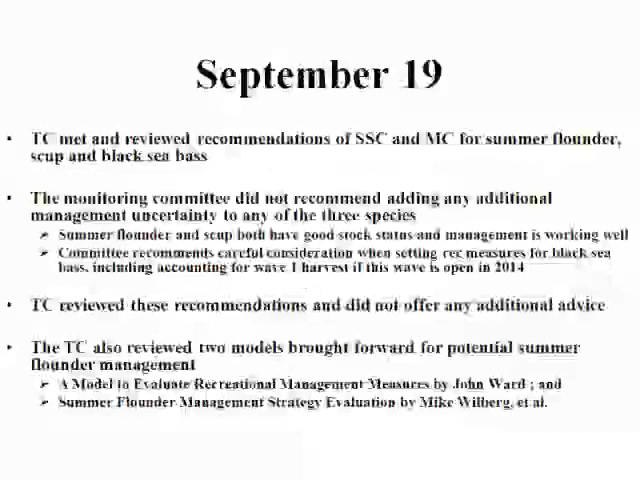 September 19
• TC met and reviewed recommendations of SSC and MC for summer flounder,
scup and black sea bass
• The monitoring committee did not recommend adding any additional
management uncertainty to any of the three species
➢ Summer flounder and scup both have good stock status and management is working well
➢ Committee recommends careful consideration when setting rec measures for black sea
bass, including accounting for wave 1 harvest if this wave is open in 2014
• TC reviewed these recommendations and did not offer any additional advice
• The TC also reviewed two models brought forward for potential summer
flounder management
➢ A Model to Evaluate Recreational Management Measures by John Ward ; and
➢ Summer Flounder Management Strategy Evaluation by Mike Wilberg, et al.